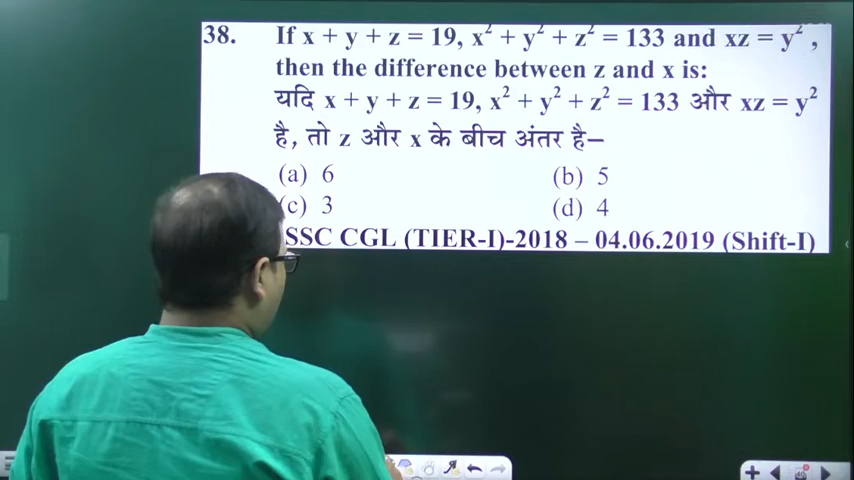 38. If x + y + z = 19, x² + y² + z² = 133 and xz = y²,
then the difference between z and x is:
यदि x + y + z = 19, x² + y² + z² = 133 और xz = y²
है, तो z और x के बीच अंतर है–
(a) 6 (b) 5
(c) 3 (d) 4
SSC CGL (TIER-I)-2018 – 04.06.2019 (Shift-I)